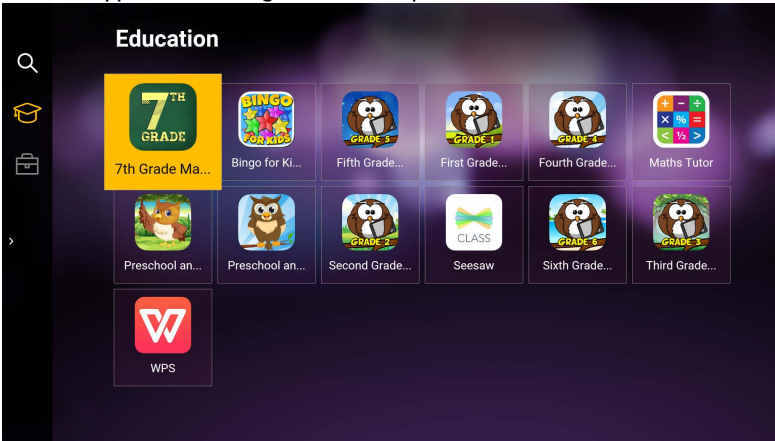 Education
7TH
GRADE
7th Grade Ma...
BINGO
FOR KIDS
Bingo for Ki...
GRADE 5
Fifth Grade...
GRADE 1
First Grade...
GRADE 4
Fourth Grade...
+ - ÷
× % =
< ½ >
Maths Tutor
Preschool an...
Preschool an...
GRADE 2
Second Grade...
CLASS
Seesaw
GRADE 6
Sixth Grade...
GRADE 3
Third Grade...
W
WPS